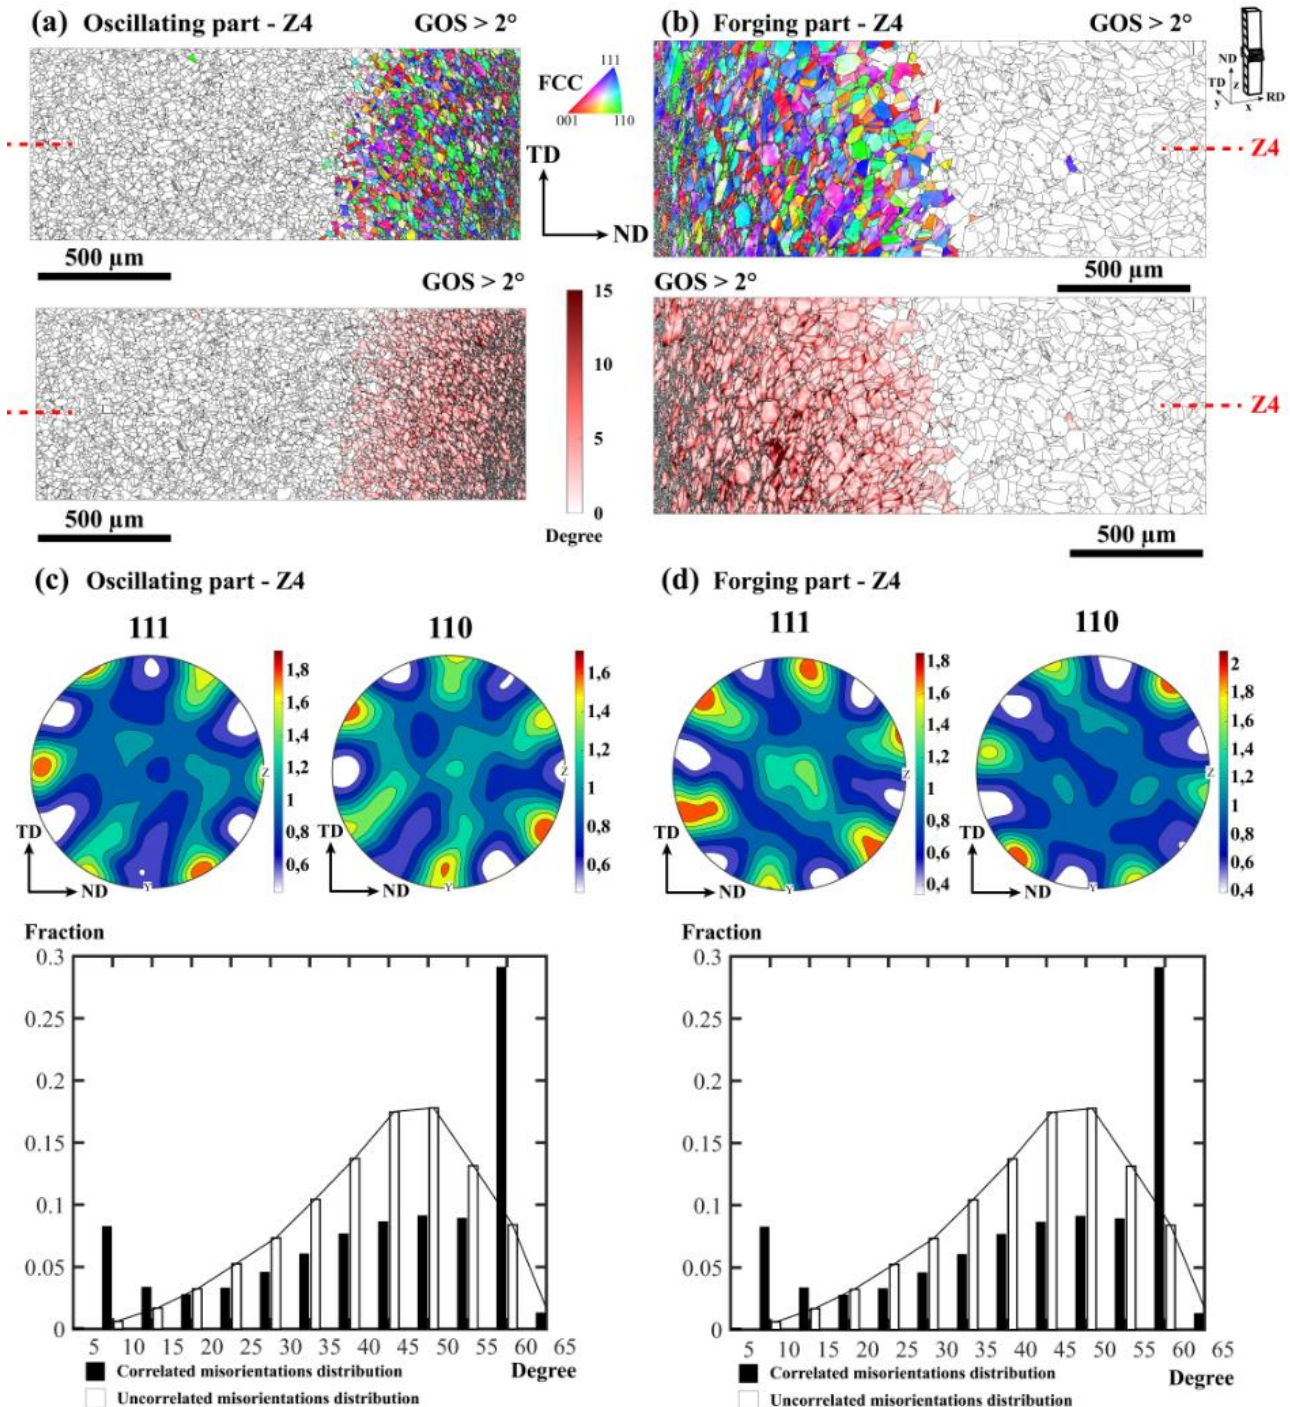 (a) Oscillating part - Z4 GOS > 2°
FCC
111
001 110
TD
ND
500 µm
(b) Forging part - Z4 GOS > 2°
ND
TD
z
y x RD
Z4
500 µm
GOS > 2°
15
10
5
0
Degree
500 µm
GOS > 2°
Z4
500 µm
(c) Oscillating part - Z4
111
Z
Y
TD
ND
1,8
1,6
1,4
1,2
1
0,8
0,6
110
Z
Y
TD
ND
1,6
1,4
1,2
1
0,8
0,6
(d) Forging part - Z4
111
Z
Y
TD
ND
1,8
1,6
1,4
1,2
1
0,8
0,6
0,4
110
Z
Y
TD
ND
2
1,8
1,6
1,4
1,2
1
0,8
0,6
0,4
Fraction
0.3
0.25
0.2
0.15
0.1
0.05
0
5 10 15 20 25 30 35 40 45 50 55 60 65
Degree
Correlated misorientations distribution
Uncorrelated misorientations distribution
Fraction
0.3
0.25
0.2
0.15
0.1
0.05
0
5 10 15 20 25 30 35 40 45 50 55 60 65
Degree
Correlated misorientations distribution
Uncorrelated misorientations distribution